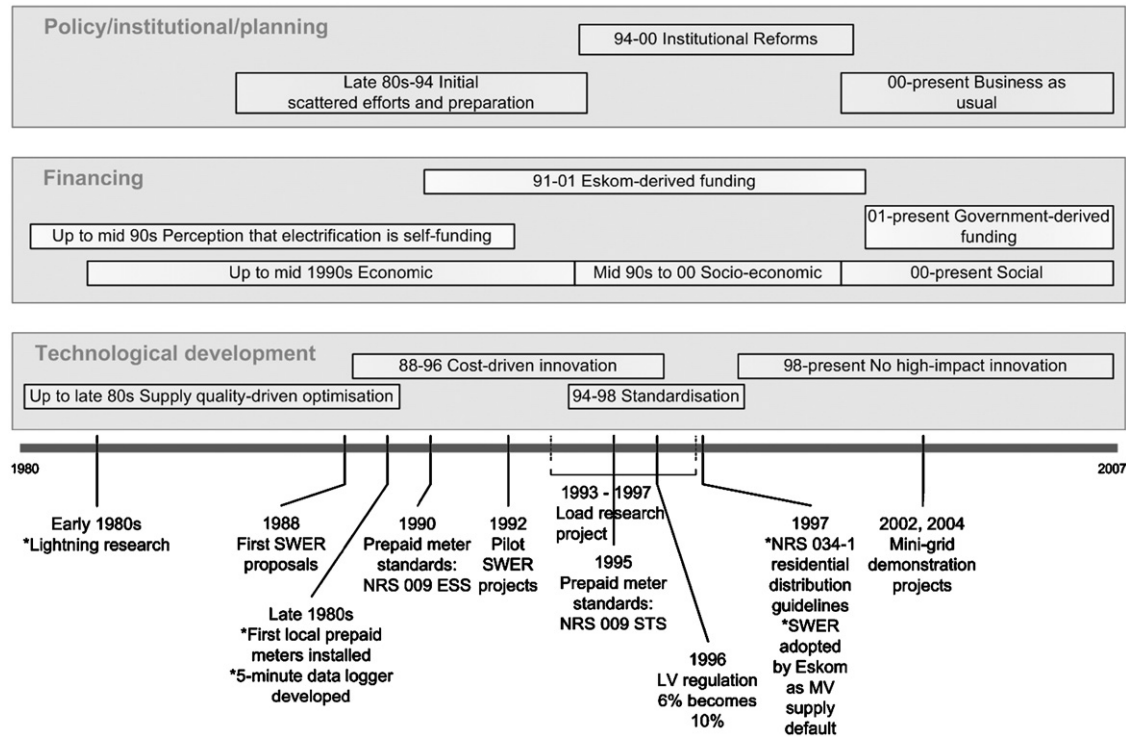 Policy/institutional/planning
94-00 Institutional Reforms
Late 80s-94 Initial
scattered efforts and preparation
00-present Business as
usual
Financing
91-01 Eskom-derived funding
01-present Government-derived
funding
Up to mid 90s Perception that electrification is self-funding
Up to mid 1990s Economic
Mid 90s to 00 Socio-economic
00-present Social
Technological development
88-96 Cost-driven innovation
98-present No high-impact innovation
Up to late 80s Supply quality-driven optimisation
94-98 Standardisation
1980
2007
Early 1980s
*Lightning research
1988
First SWER
proposals
Late 1980s
*First local prepaid
meters installed
*5-minute data logger
developed
1990
Prepaid meter
standards:
NRS 009 ESS
1992
Pilot
SWER
projects
1993 - 1997
Load research
project
1995
Prepaid meter
standards:
NRS 009 STS
1996
LV regulation
6% becomes
10%
1997
*NRS 034-1
residential
distribution
guidelines
*SWER
adopted
by Eskom
as MV
supply
default
2002, 2004
Mini-grid
demonstration
projects